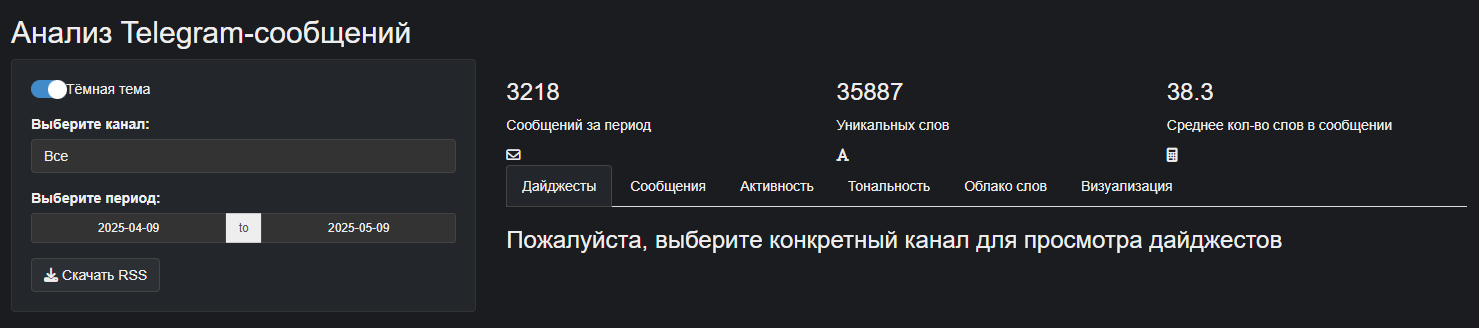 Анализ Telegram-сообщений
Тёмная тема
Выберите канал:
Все
Выберите период:
2025-04-09 to 2025-05-09
Скачать RSS
3218 35887 38.3
Сообщений за период Уникальных слов Среднее кол-во слов в сообщении
Дайджесты Сообщения Активность Тональность Облако слов Визуализация
Пожалуйста, выберите конкретный канал для просмотра дайджестов